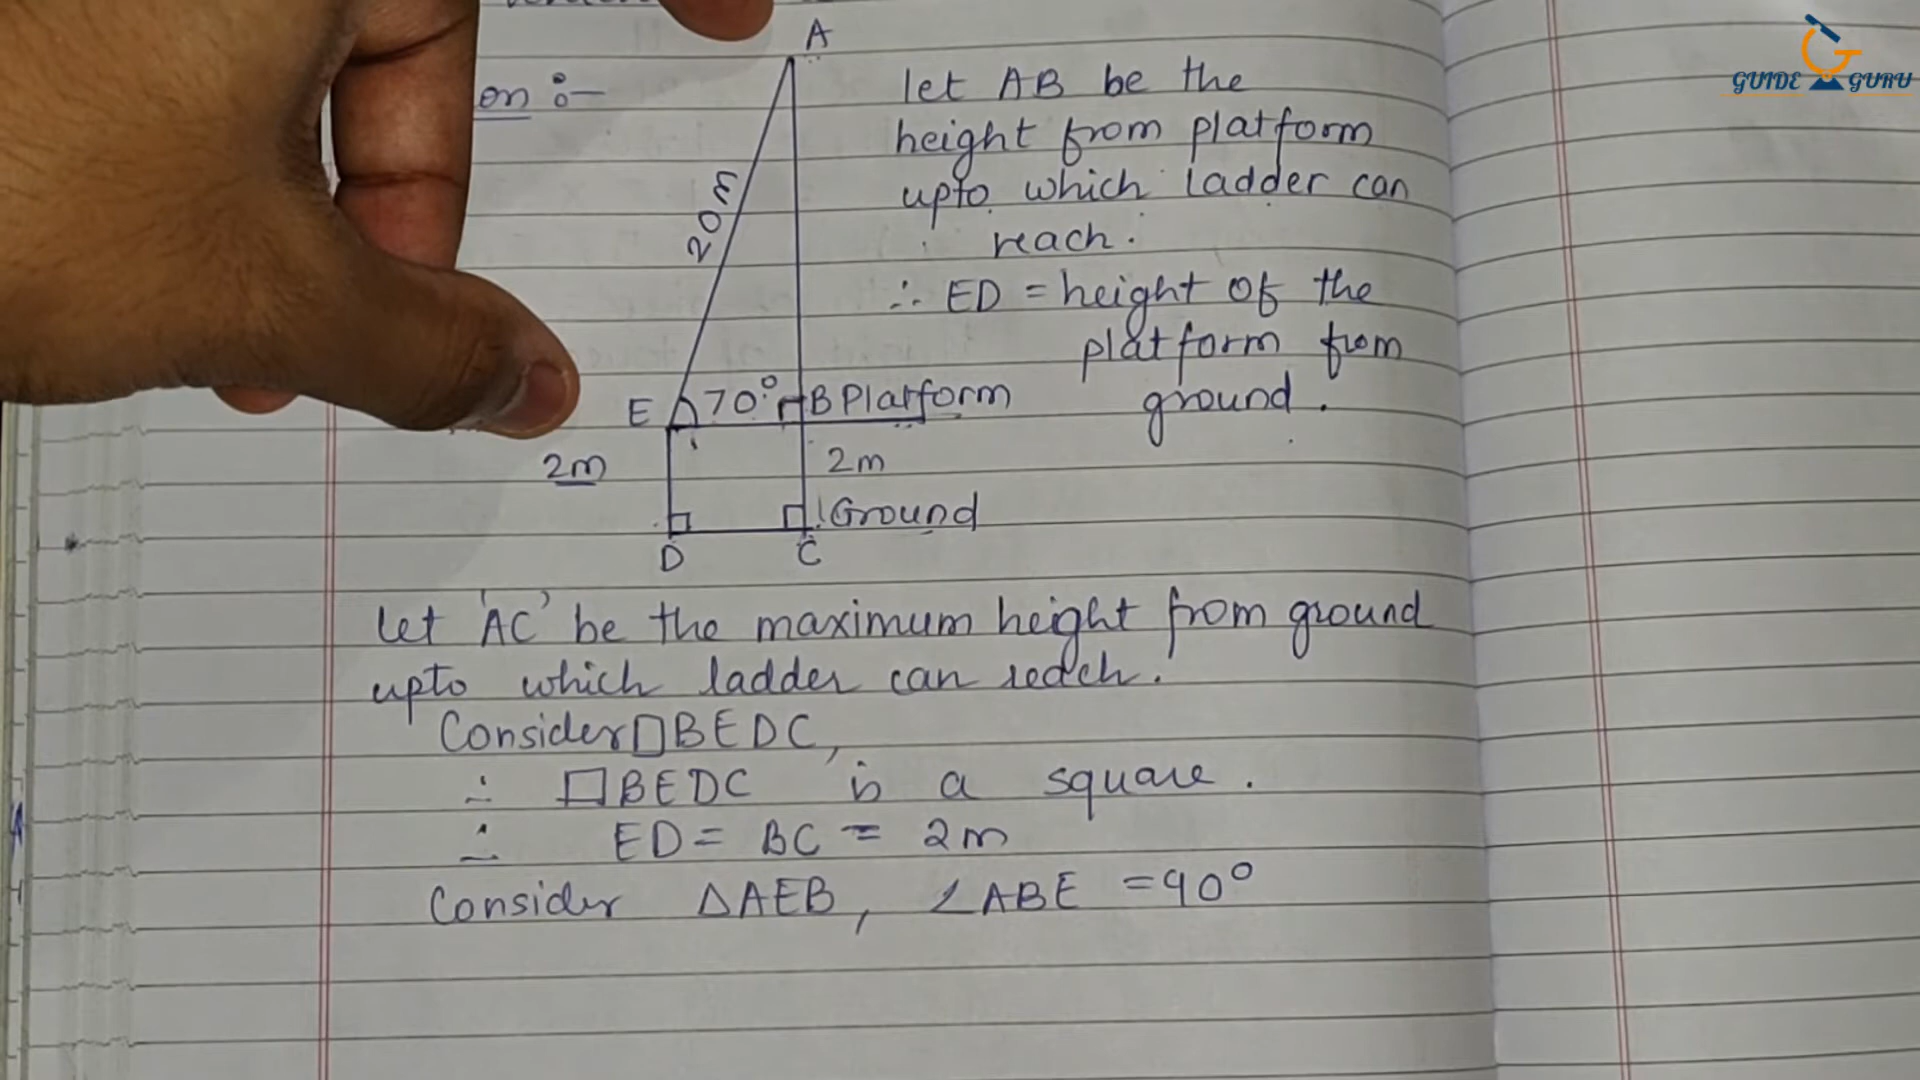 on :-
A
GUIDE GURU
let AB be the
height from platform
upto which ladder can
reach.
∴ ED = height of the
platform from
ground.
20m
E 70° B Platform
2m
2m
Ground
D
C
Let 'AC' be the maximum height from ground
upto which ladder can reach.
Consider □BEDC,
∴ □BEDC is a square.
∴ ED = BC = 2m
Consider △AEB, ∠ABE = 90°